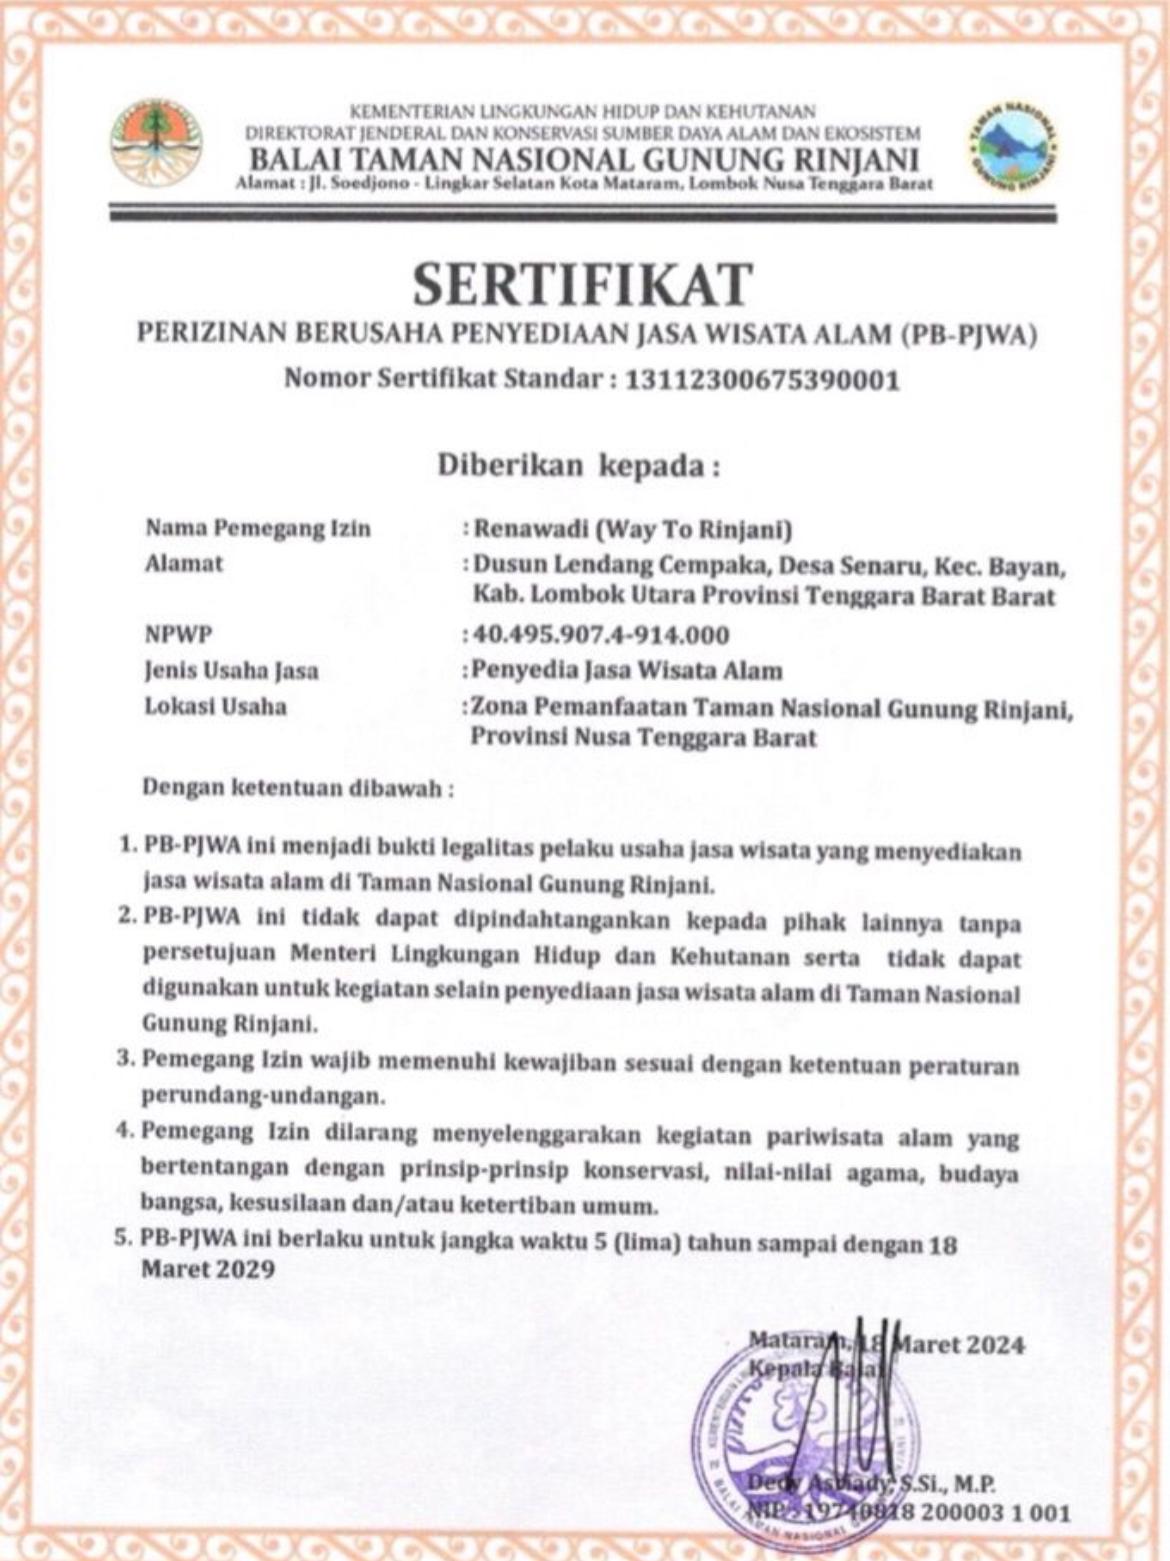 KEMENTERIAN LINGKUNGAN HIDUP DAN KEHUTANAN
DIREKTORAT JENDERAL DAN KONSERVASI SUMBER DAYA ALAM DAN EKOSISTEM
BALAI TAMAN NASIONAL GUNUNG RINJANI
Alamat : Jl. Soedjono - Lingkar Selatan Kota Mataram, Lombok Nusa Tenggara Barat
TAMAN NASIONAL
GUNUNG RINJANI
SERTIFIKAT
PERIZINAN BERUSAHA PENYEDIAAN JASA WISATA ALAM (PB-PJWA)
Nomor Sertifikat Standar : 13112300675390001
Diberikan kepada :
Nama Pemegang Izin : Renawadi (Way To Rinjani)
Alamat : Dusun Lendang Cempaka, Desa Senaru, Kec. Bayan,
Kab. Lombok Utara Provinsi Tenggara Barat Barat
NPWP : 40.495.907.4-914.000
Jenis Usaha Jasa : Penyedia Jasa Wisata Alam
Lokasi Usaha : Zona Pemanfaatan Taman Nasional Gunung Rinjani,
Provinsi Nusa Tenggara Barat
Dengan ketentuan dibawah :
1. PB-PJWA ini menjadi bukti legalitas pelaku usaha jasa wisata yang menyediakan
jasa wisata alam di Taman Nasional Gunung Rinjani.
2. PB-PJWA ini tidak dapat dipindahtangankan kepada pihak lainnya tanpa
persetujuan Menteri Lingkungan Hidup dan Kehutanan serta tidak dapat
digunakan untuk kegiatan selain penyediaan jasa wisata alam di Taman Nasional
Gunung Rinjani.
3. Pemegang Izin wajib memenuhi kewajiban sesuai dengan ketentuan peraturan
perundang-undangan.
4. Pemegang Izin dilarang menyelenggarakan kegiatan pariwisata alam yang
bertentangan dengan prinsip-prinsip konservasi, nilai-nilai agama, budaya
bangsa, kesusilaan dan/atau ketertiban umum.
5. PB-PJWA ini berlaku untuk jangka waktu 5 (lima) tahun sampai dengan 18
Maret 2029
Mataram, 18 Maret 2024
Kepala Balai
Dedy Asriady, S.Si., M.P.
NIP. 19740818 200003 1 001
BALAI TAMAN NASIONAL